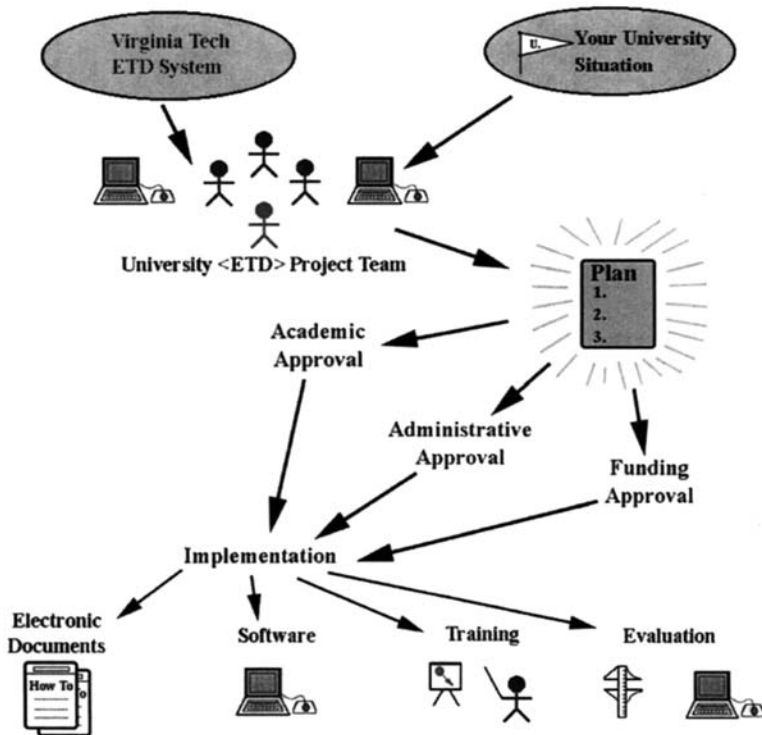 Virginia Tech
ETD System
U.
Your University
Situation
University <ETD> Project Team
Plan
1.
2.
3.
Academic
Approval
Administrative
Approval
Funding
Approval
Implementation
Electronic
Documents
Software
Training
Evaluation
How To